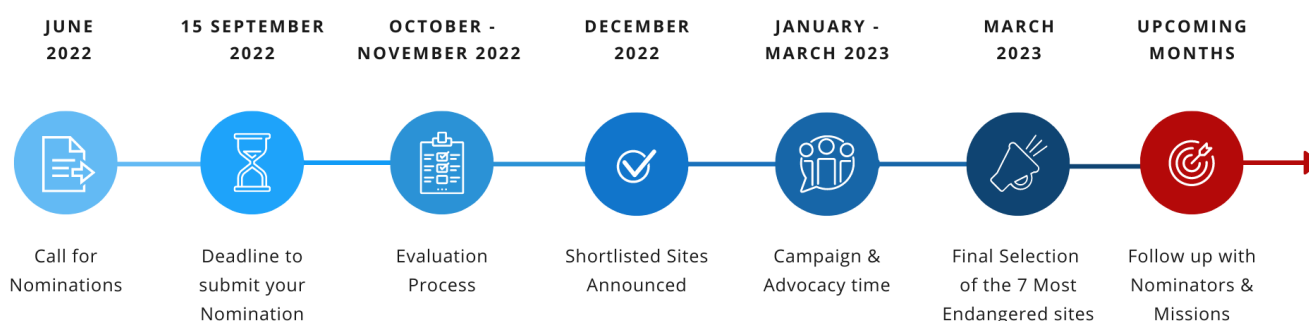 JUNE
2022
15 SEPTEMBER
2022
OCTOBER -
NOVEMBER 2022
DECEMBER
2022
JANUARY -
MARCH 2023
MARCH
2023
UPCOMING
MONTHS
Call for
Nominations
Deadline to
submit your
Nomination
Evaluation
Process
Shortlisted Sites
Announced
Campaign &
Advocacy time
Final Selection
of the 7 Most
Endangered sites
Follow up with
Nominators &
Missions